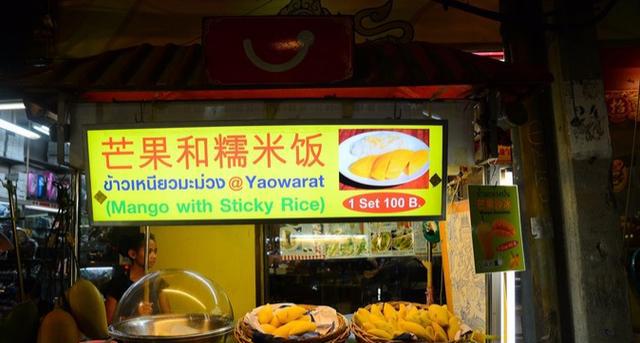 芒果和糯米饭
ข้าวเหนียวมะม่วง @ Yaowarat
(Mango with Sticky Rice)
1 Set 100 B.